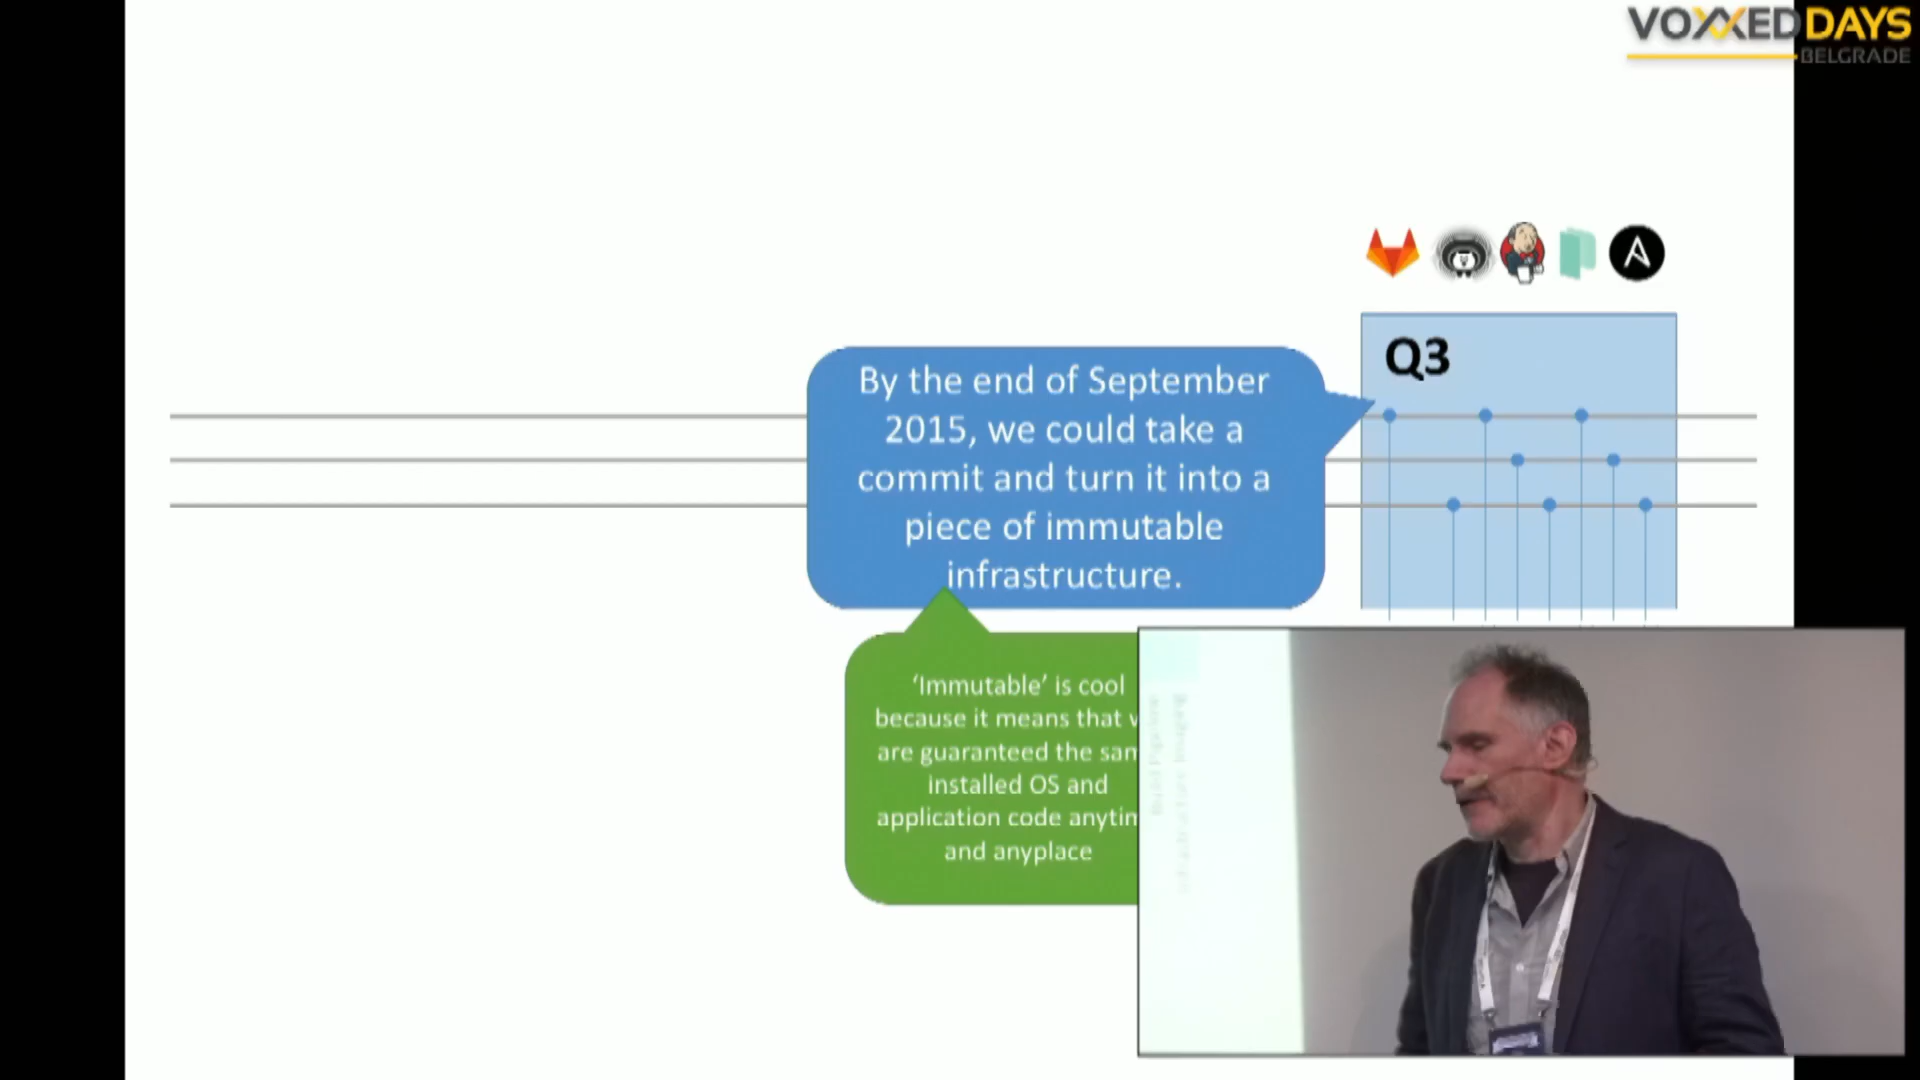 VOXXED DAYS
BELGRADE
Q3
By the end of September
2015, we could take a
commit and turn it into a
piece of immutable
infrastructure.
‘Immutable’ is cool
because it means that
are guaranteed the
installed OS and
application code
and anyplace
Build Pipeline